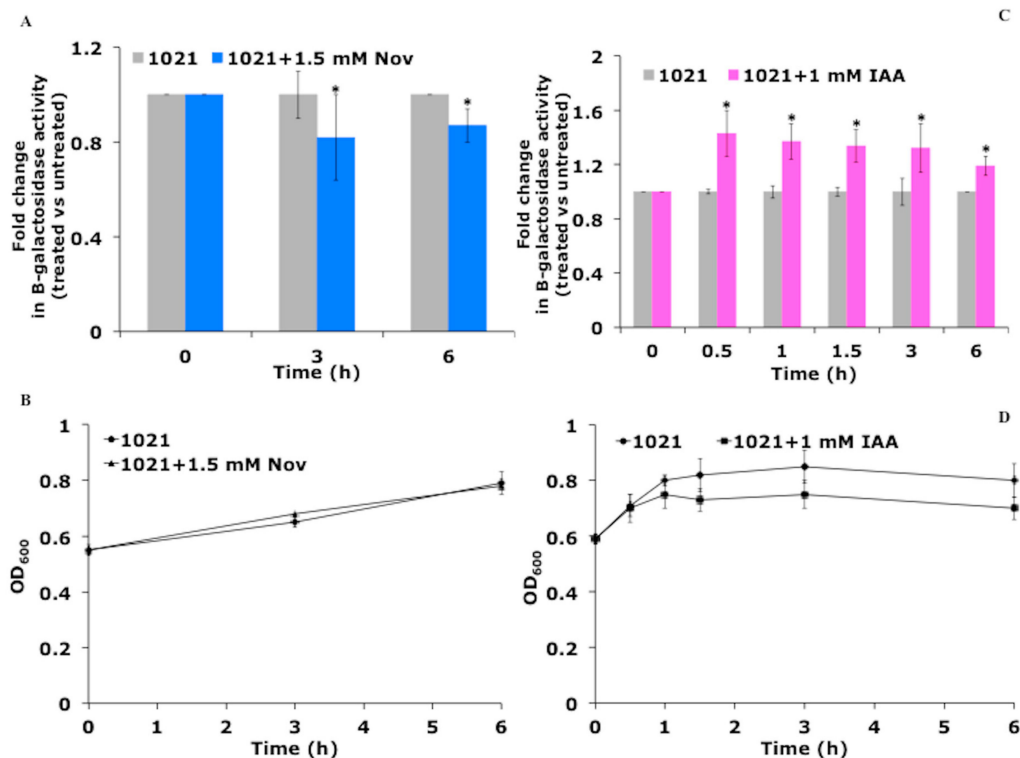 A
Fold change
in B-galactosidase activity
(treated vs untreated)
1.2
0.8
0.4
0
1021
1021+1.5 mM Nov
*
*
0
3
6
Time (h)
C
Fold change
in B-galactosidase activity
(treated vs untreated)
2
1.6
1.2
0.8
0.4
0
1021
1021+1 mM IAA
*
*
*
*
*
0
0.5
1
1.5
3
6
Time (h)
B
OD600
1
0.8
0.6
0.4
0.2
0
1021
1021+1.5 mM Nov
0
1
2
3
4
5
6
Time (h)
D
OD600
1
0.8
0.6
0.4
0.2
0
1021
1021+1 mM IAA
0
1
2
3
4
5
6
Time (h)